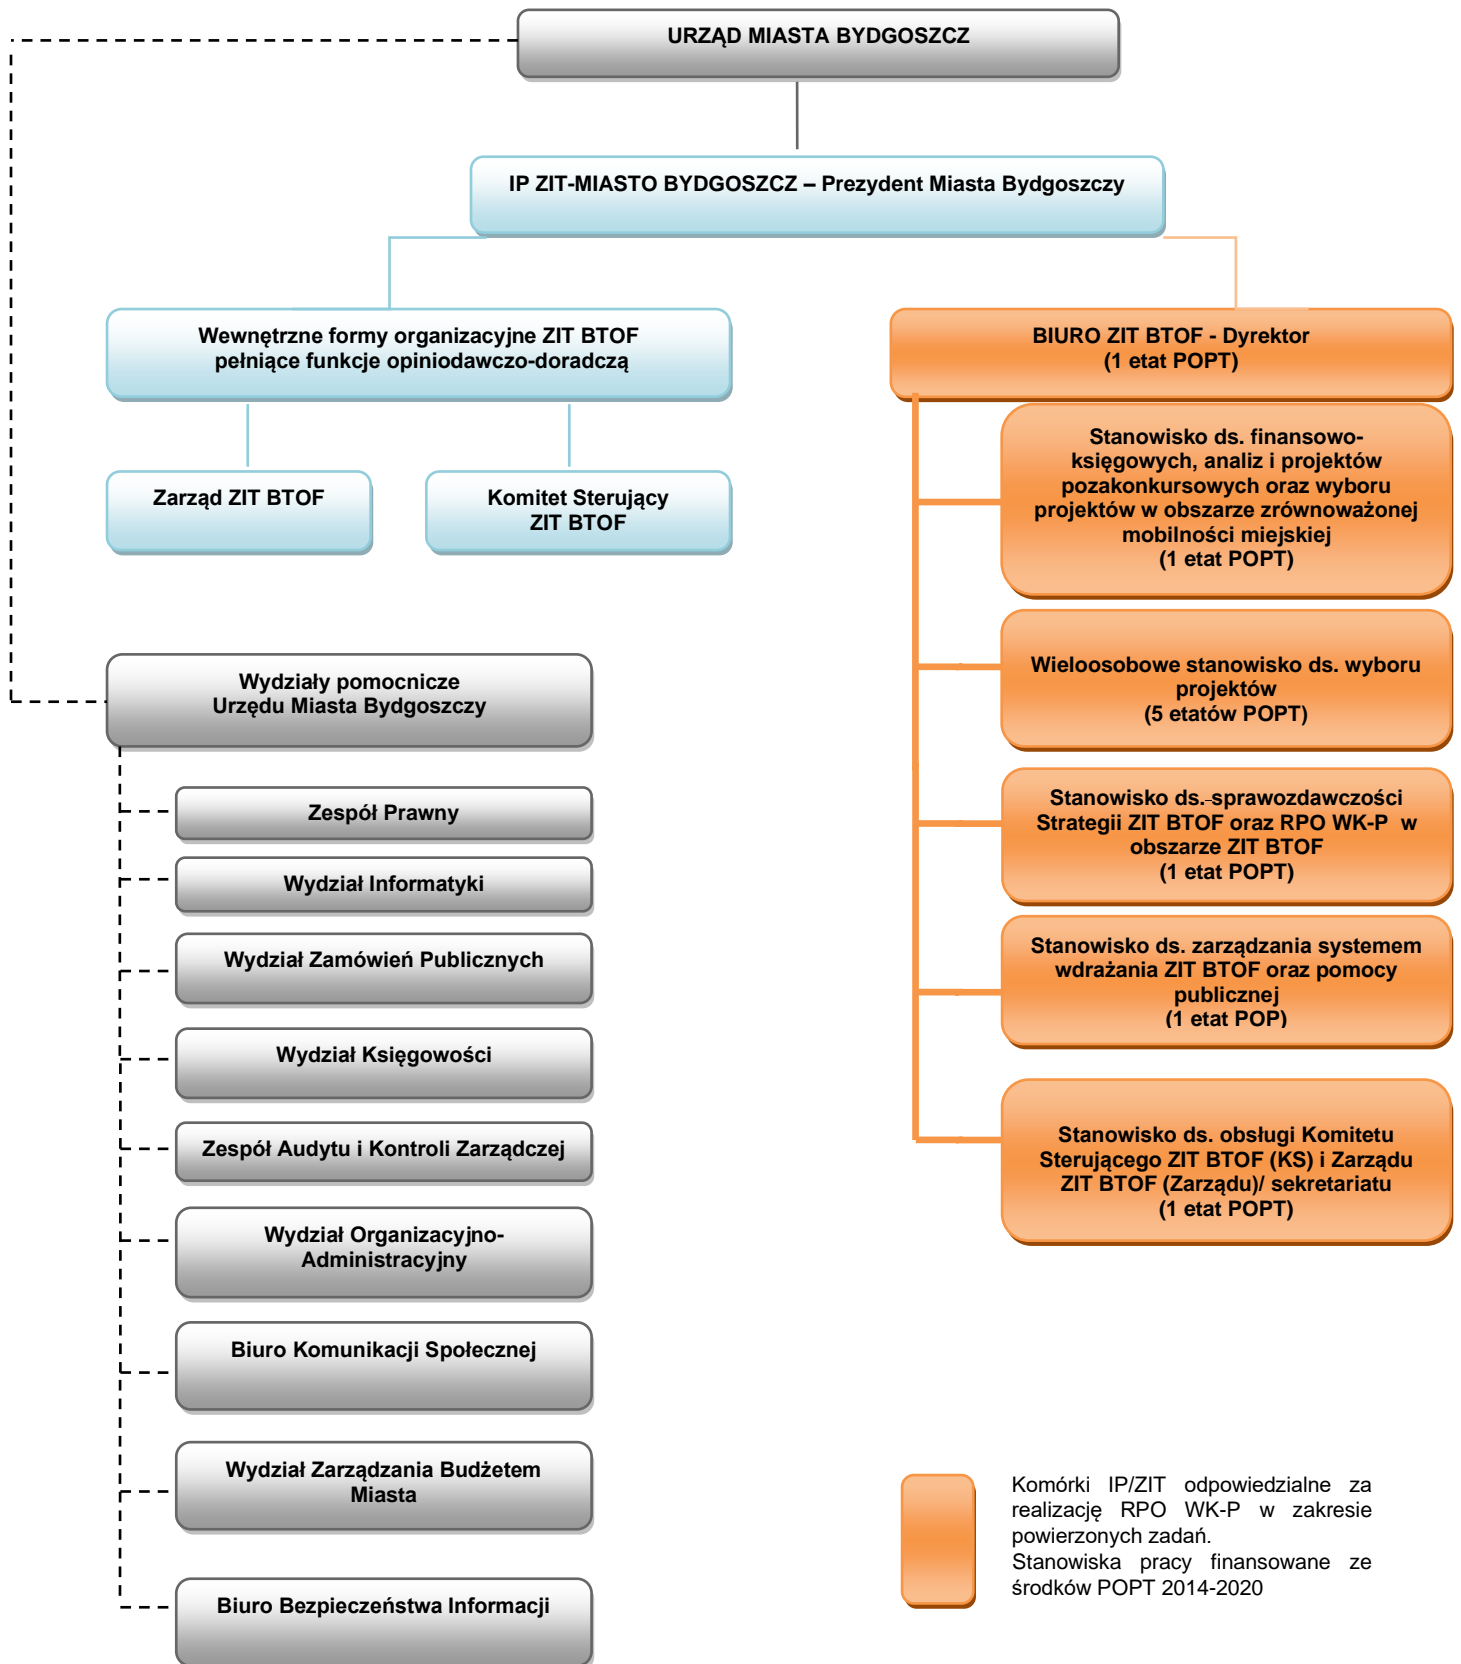 URZĄD MIASTA BYDGOSZCZ
IP ZIT-MIASTO BYDGOSZCZ – Prezydent Miasta Bydgoszczy
Wewnętrzne formy organizacyjne ZIT BTOF
pełniące funkcje opiniodawczo-doradczą
Zarząd ZIT BTOF
Komitet Sterujący
ZIT BTOF
BIURO ZIT BTOF - Dyrektor
(1 etat POPT)
Stanowisko ds. finansowo-
księgowych, analiz i projektów
pozakonkursowych oraz wyboru
projektów w obszarze zrównoważonej
mobilności miejskiej
(1 etat POPT)
Wieloosobowe stanowisko ds. wyboru
projektów
(5 etatów POPT)
Stanowisko ds. sprawozdawczości
Strategii ZIT BTOF oraz RPO WK-P w
obszarze ZIT BTOF
(1 etat POPT)
Stanowisko ds. zarządzania systemem
wdrażania ZIT BTOF oraz pomocy
publicznej
(1 etat POP)
Stanowisko ds. obsługi Komitetu
Sterującego ZIT BTOF (KS) i Zarządu
ZIT BTOF (Zarządu)/ sekretariatu
(1 etat POPT)
Wydziały pomocnicze
Urzędu Miasta Bydgoszczy
Zespół Prawny
Wydział Informatyki
Wydział Zamówień Publicznych
Wydział Księgowości
Zespół Audytu i Kontroli Zarządczej
Wydział Organizacyjno-
Administracyjny
Biuro Komunikacji Społecznej
Wydział Zarządzania Budżetem
Miasta
Biuro Bezpieczeństwa Informacji
Komórki IP/ZIT odpowiedzialne za
realizację RPO WK-P w zakresie
powierzonych zadań.
Stanowiska pracy finansowane ze
środków POPT 2014-2020